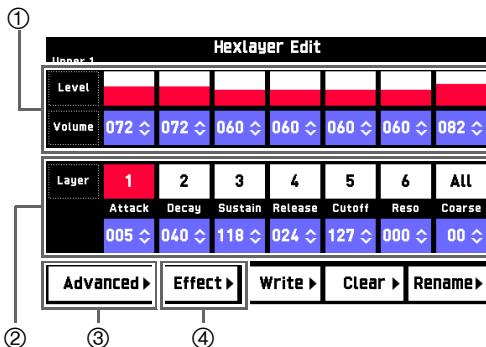 ①
Hexlayer Edit
Upper 1
Level
Volume 072 072 060 060 060 060 082
Layer 1 2 3 4 5 6 All
Attack Decay Sustain Release Cutoff Reso Coarse
005 040 118 024 127 000 00
Advanced Effect Write Clear Rename
② ③ ④